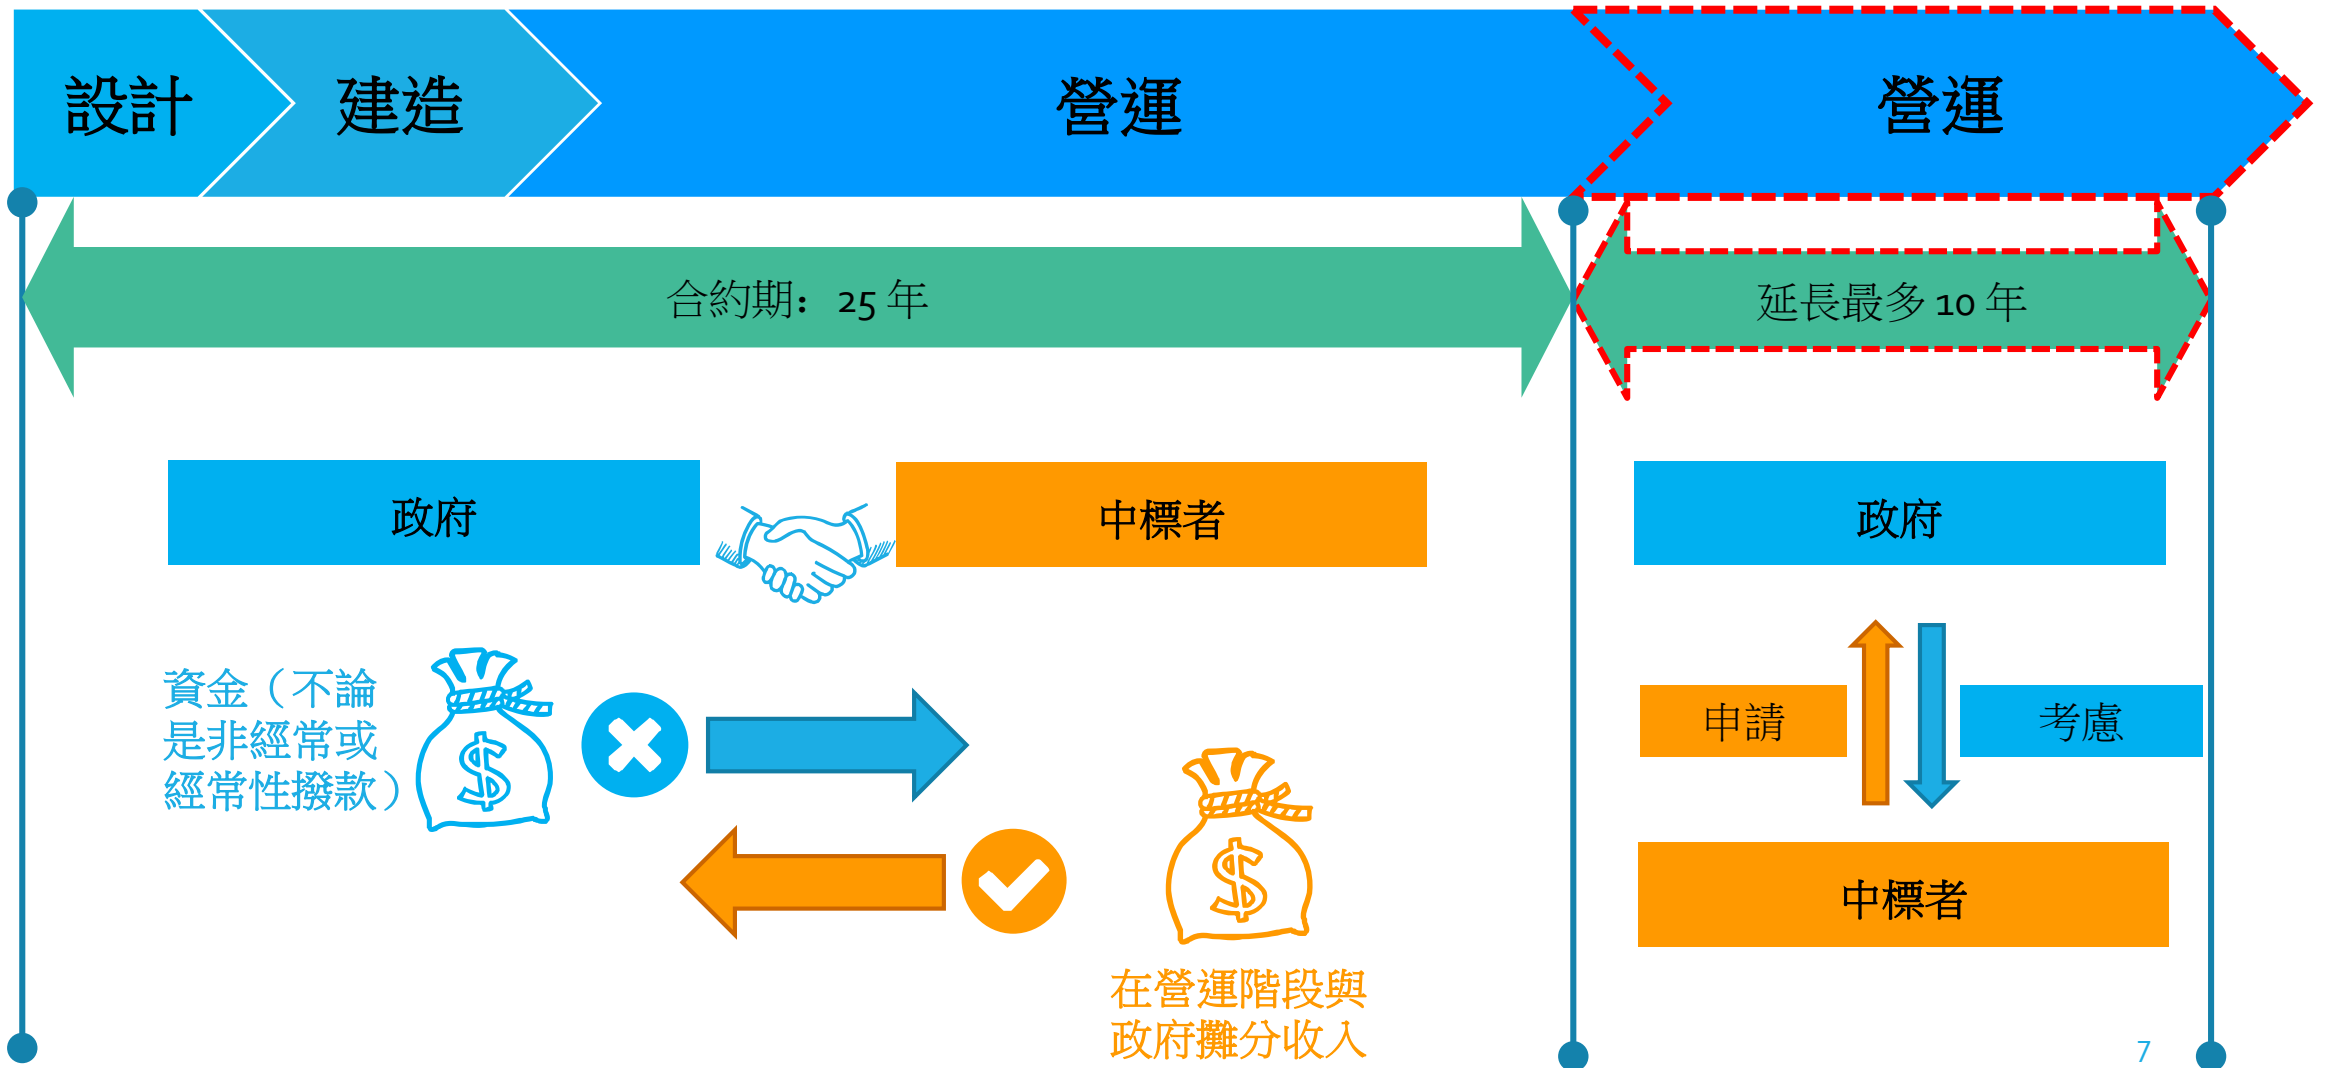 設計
建造
營運
營運
合約期： 25 年
延長最多 10 年
政府
中標者
政府
資金（不論
是非經常或
經常性撥款）
$
$
在營運階段與
政府攤分收入
申請
考慮
中標者
7